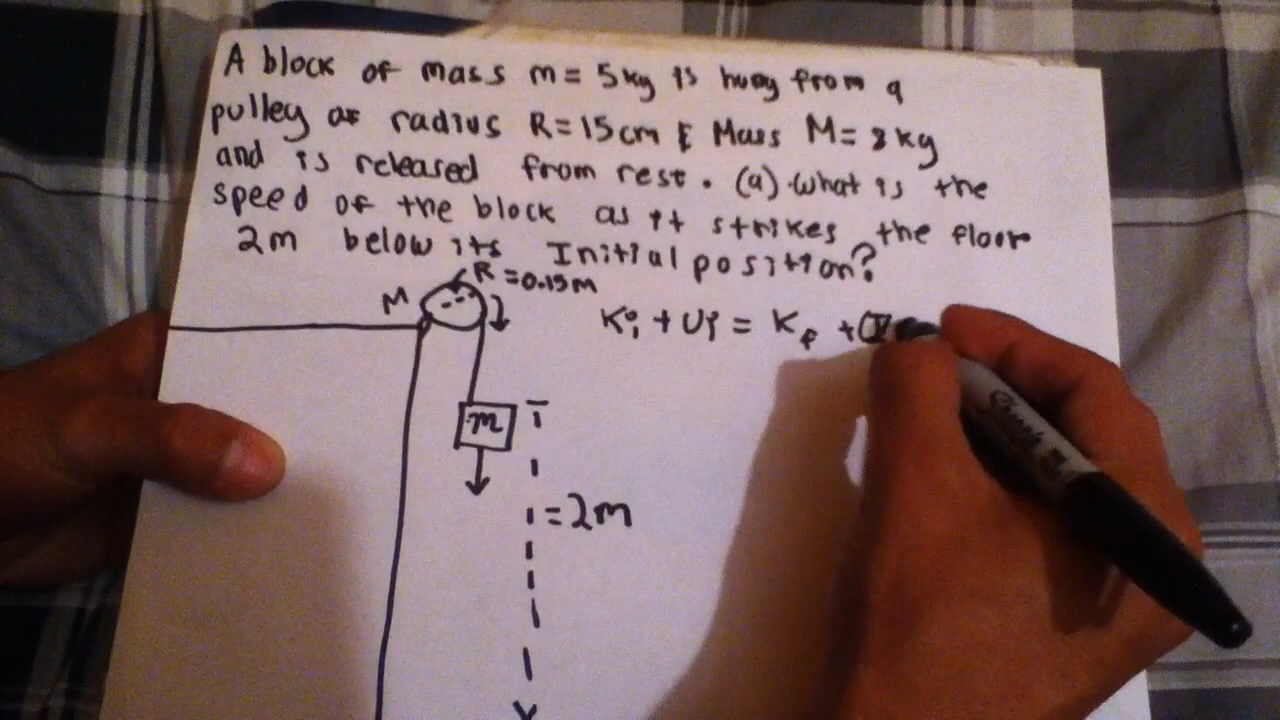 A block of mass m = 5kg is hung from a
pulley of radius R = 15cm & Mass M = 8kg
and is released from rest. (a) What is the
speed of the block as it strikes the floor
2m below its Initial position?
R = 0.15M
M
Ki + Ui = Kf +
m
= 2m
Sharpie